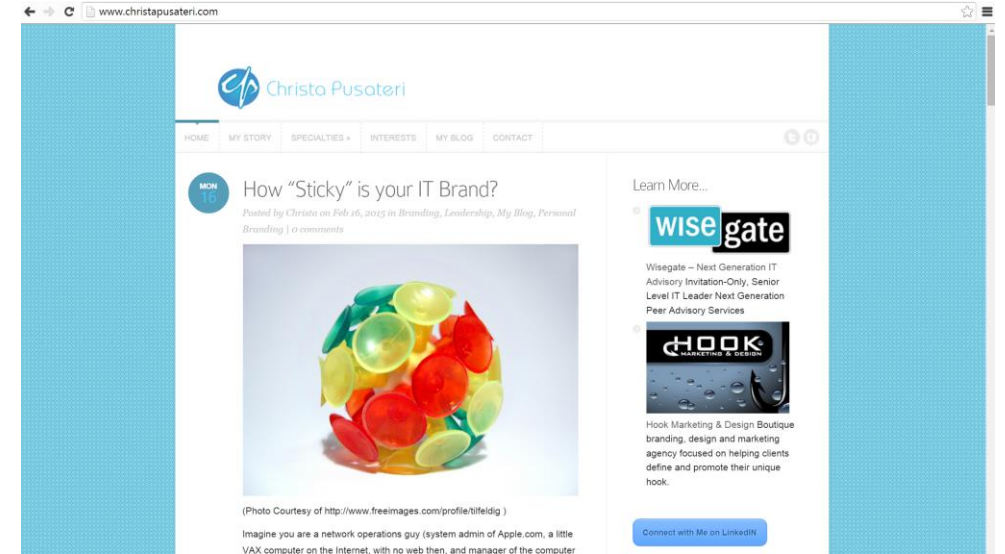 www.christapusateri.com
cp Christa Pusateri
HOME MY STORY SPECIALTIES » INTERESTS MY BLOG CONTACT
MON
16
How “Sticky” is your IT Brand?
Posted by Christa on Feb 16, 2015 in Branding, Leadership, My Blog, Personal
Branding | 0 comments
(Photo Courtesy of http://www.freeimages.com/profile/tilfeldig )
Imagine you are a network operations guy (system admin of Apple.com, a little
VAX computer on the Internet, with no web then, and manager of the computer
Learn More...
wise gate
Wisegate – Next Generation IT
Advisory Invitation-Only, Senior
Level IT Leader Next Generation
Peer Advisory Services
HOOK
MARKETING & DESIGN
Hook Marketing & Design Boutique
branding, design and marketing
agency focused on helping clients
define and promote their unique
hook.
Connect with Me on LinkedIN